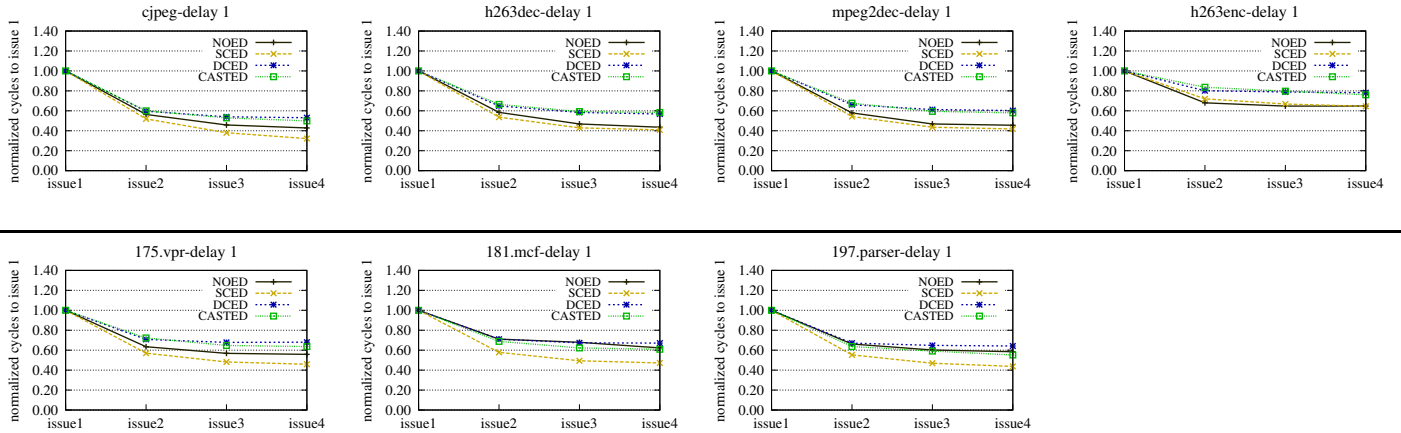 cjpeg-delay 1
normalized cycles to issue 1
1.40
1.20
1.00
0.80
0.60
0.40
0.20
0.00
NOED
SCED
DCED
CASTED
issue1 issue2 issue3 issue4
h263dec-delay 1
normalized cycles to issue 1
1.40
1.20
1.00
0.80
0.60
0.40
0.20
0.00
NOED
SCED
DCED
CASTED
issue1 issue2 issue3 issue4
mpeg2dec-delay 1
normalized cycles to issue 1
1.40
1.20
1.00
0.80
0.60
0.40
0.20
0.00
NOED
SCED
DCED
CASTED
issue1 issue2 issue3 issue4
h263enc-delay 1
normalized cycles to issue 1
1.40
1.20
1.00
0.80
0.60
0.40
0.20
0.00
NOED
SCED
DCED
CASTED
issue1 issue2 issue3 issue4
175.vpr-delay 1
normalized cycles to issue 1
1.40
1.20
1.00
0.80
0.60
0.40
0.20
0.00
NOED
SCED
DCED
CASTED
issue1 issue2 issue3 issue4
181.mcf-delay 1
normalized cycles to issue 1
1.40
1.20
1.00
0.80
0.60
0.40
0.20
0.00
NOED
SCED
DCED
CASTED
issue1 issue2 issue3 issue4
197.parser-delay 1
normalized cycles to issue 1
1.40
1.20
1.00
0.80
0.60
0.40
0.20
0.00
NOED
SCED
DCED
CASTED
issue1 issue2 issue3 issue4